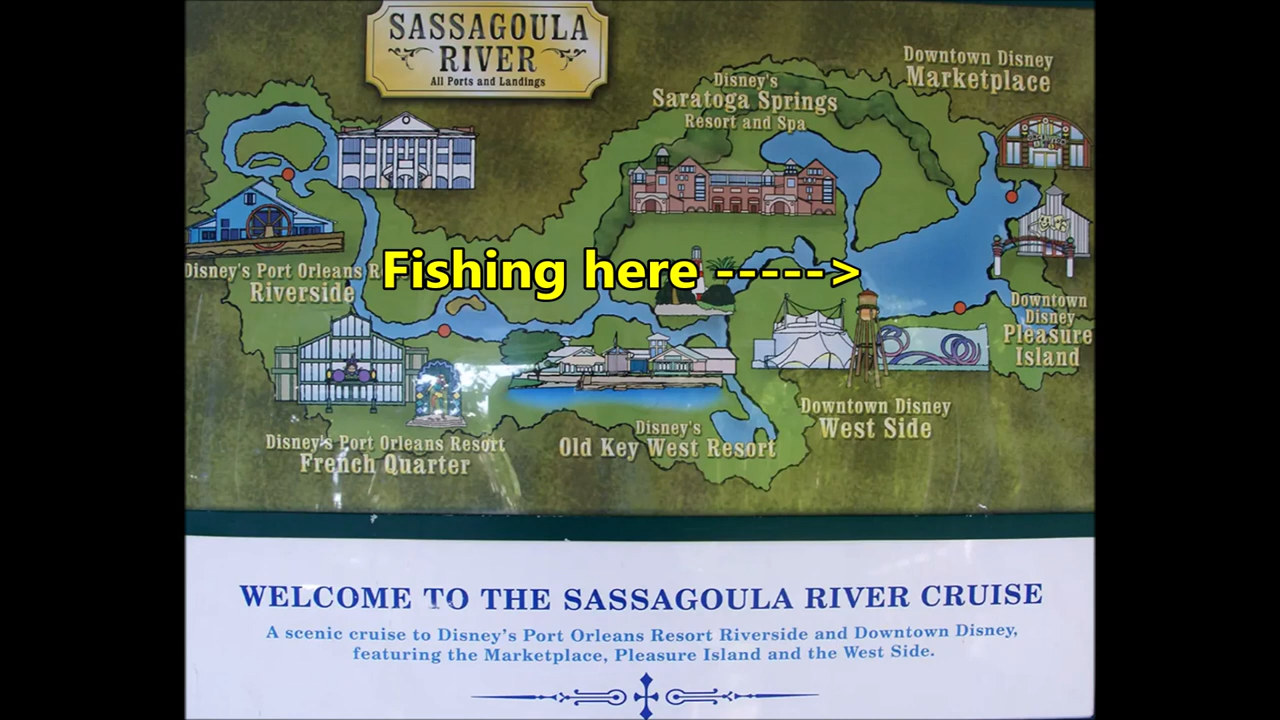 SASSAGOULA
RIVER
All Ports and Landings
Downtown Disney
Marketplace
Disney's
Saratoga Springs
Resort and Spa
Disney's Port Orleans
Riverside
Fishing here ----->
Downtown
Disney
Pleasure
Island
Downtown Disney
West Side
Disney's
Old Key West Resort
Disney's Port Orleans Resort
French Quarter
WELCOME TO THE SASSAGOULA RIVER CRUISE
A scenic cruise to Disney's Port Orleans Resort Riverside and Downtown Disney,
featuring the Marketplace, Pleasure Island and the West Side.